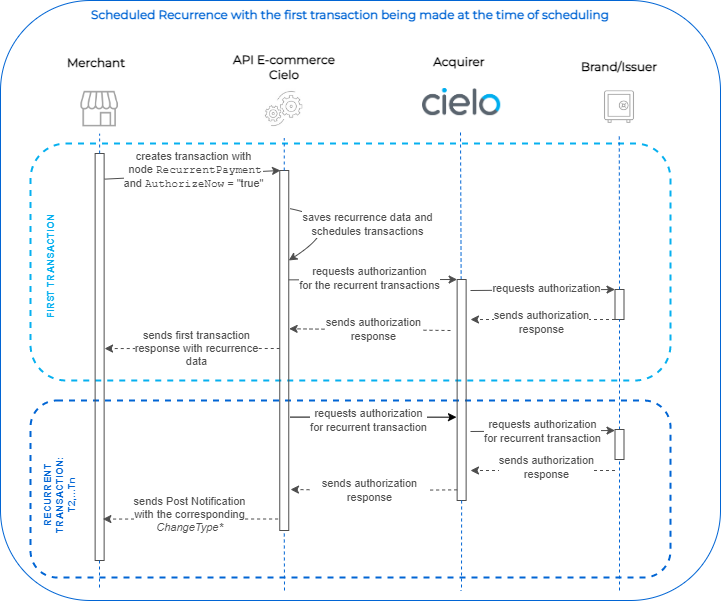 Scheduled Recurrence with the first transaction being made at the time of scheduling
Merchant
API E-commerce
Cielo
Acquirer
Brand/Issuer
cielo
FIRST TRANSACTION
creates transaction with
node RecurrentPayment
and AuthorizeNow = "true"
saves recurrence data and
schedules transactions
requests authorizantion
for the recurrent transactions
requests authorization
sends authorization
response
sends authorization
response
sends first transaction
response with recurrence
data
RECURRENT
TRANSACTION:
T2,..Tn
requests authorization
for recurrent transaction
requests authorization
for recurrent transaction
sends authorization
response
sends authorization
response
sends Post Notification
with the corresponding
ChangeType*